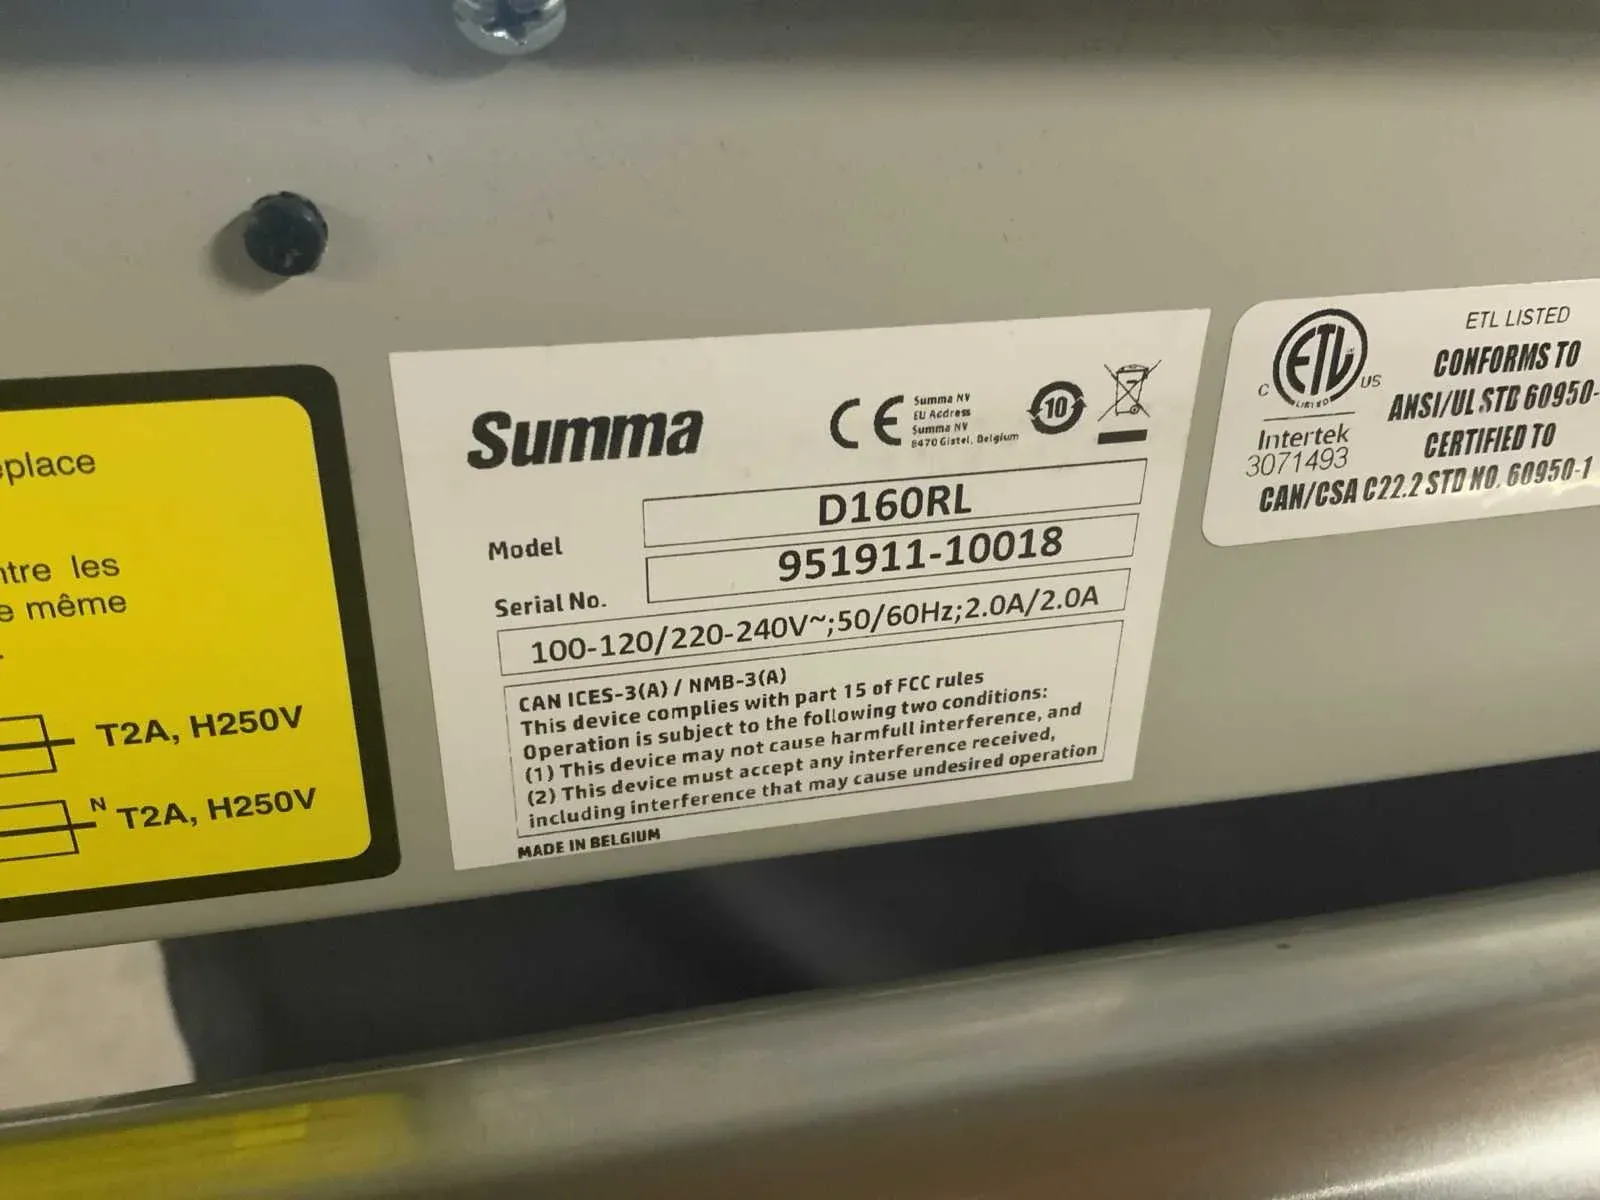 eplace
ntre les
e même
T2A, H250V
N T2A, H250V
Summa
CE
Summa NV
EU Address
Summa NV
8470 Gistel, Belgium
10
Model
D160RL
Serial No.
951911-10018
100-120/220-240V~;50/60Hz;2.0A/2.0A
CAN ICES-3(A) / NMB-3(A)
This device complies with part 15 of FCC rules
Operation is subject to the following two conditions:
(1) This device may not cause harmfull interference, and
(2) This device must accept any interference received,
including interference that may cause undesired operation
MADE IN BELGIUM
ETL
LISTED
C US
Intertek
3071493
ETL LISTED
CONFORMS TO
ANSI/UL STD 60950-
CERTIFIED TO
CAN/CSA C22.2 STD NO. 60950-1